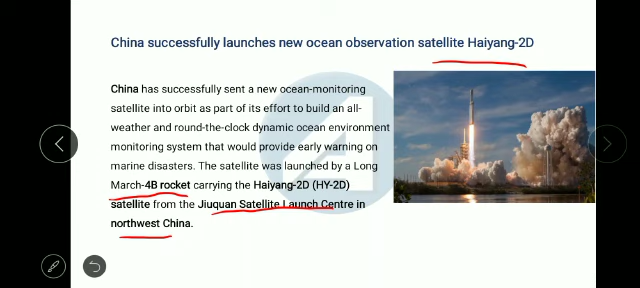 China successfully launches new ocean observation satellite Haiyang-2D
China has successfully sent a new ocean-monitoring
satellite into orbit as part of its effort to build an all-
weather and round-the-clock dynamic ocean environment
monitoring system that would provide early warning on
marine disasters. The satellite was launched by a Long
March-4B rocket carrying the Haiyang-2D (HY-2D)
satellite from the Jiuquan Satellite Launch Centre in
northwest China.